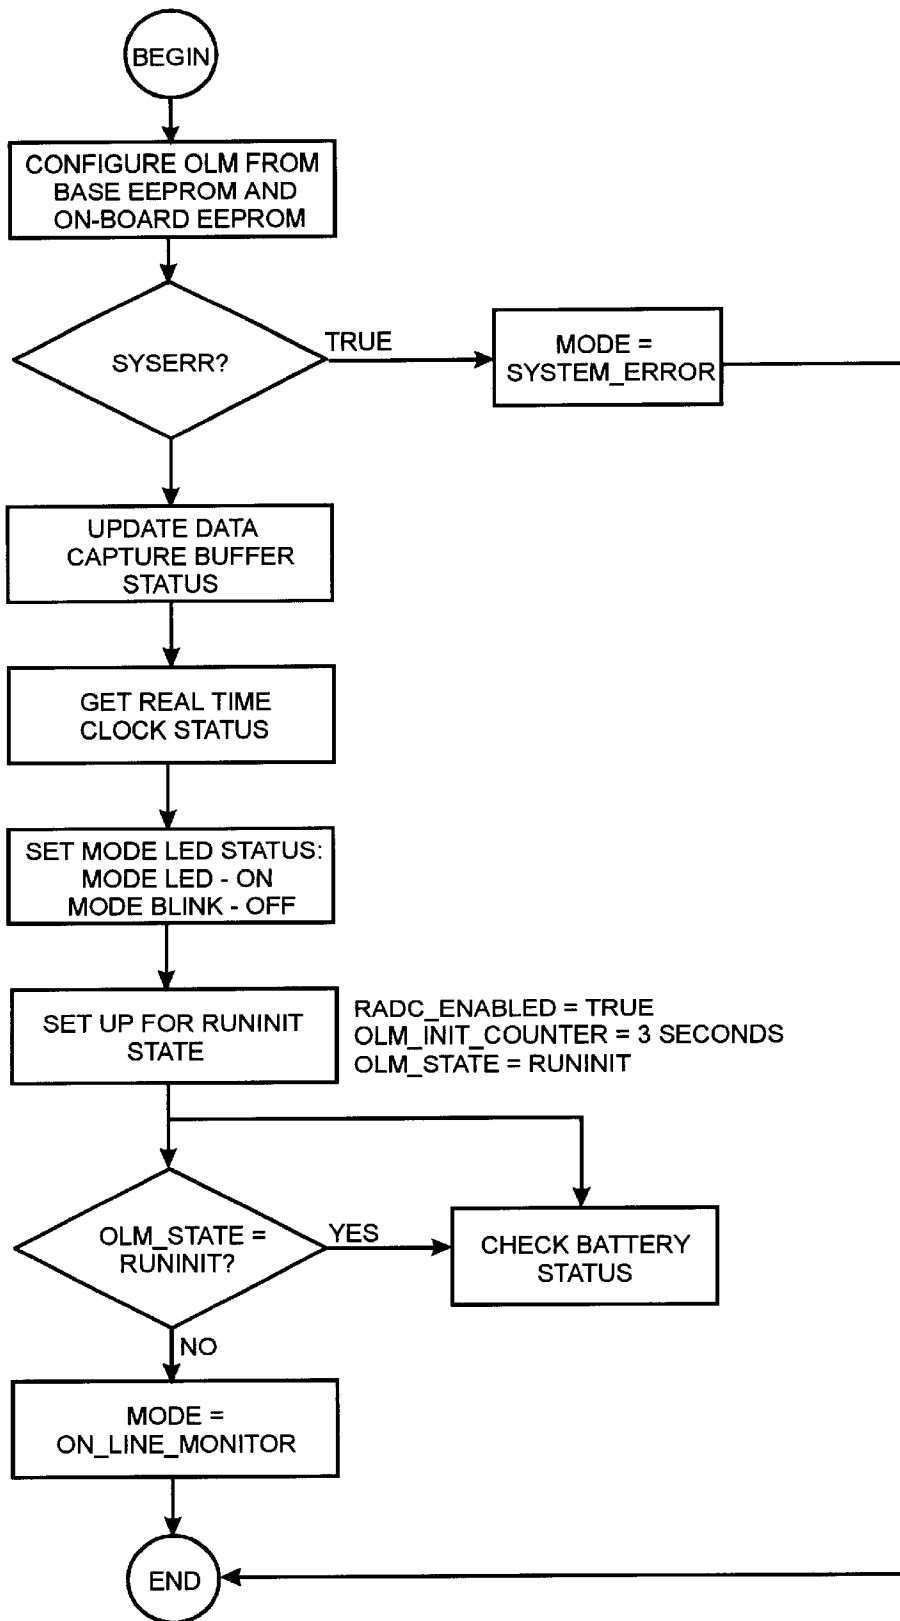 BEGIN
CONFIGURE OLM FROM
BASE EEPROM AND
ON-BOARD EEPROM
SYSERR?
TRUE
MODE =
SYSTEM_ERROR
UPDATE DATA
CAPTURE BUFFER
STATUS
GET REAL TIME
CLOCK STATUS
SET MODE LED STATUS:
MODE LED - ON
MODE BLINK - OFF
SET UP FOR RUNINIT
STATE
RADC_ENABLED = TRUE
OLM_INIT_COUNTER = 3 SECONDS
OLM_STATE = RUNINIT
OLM_STATE =
RUNINIT?
YES
CHECK BATTERY
STATUS
NO
MODE =
ON_LINE_MONITOR
END